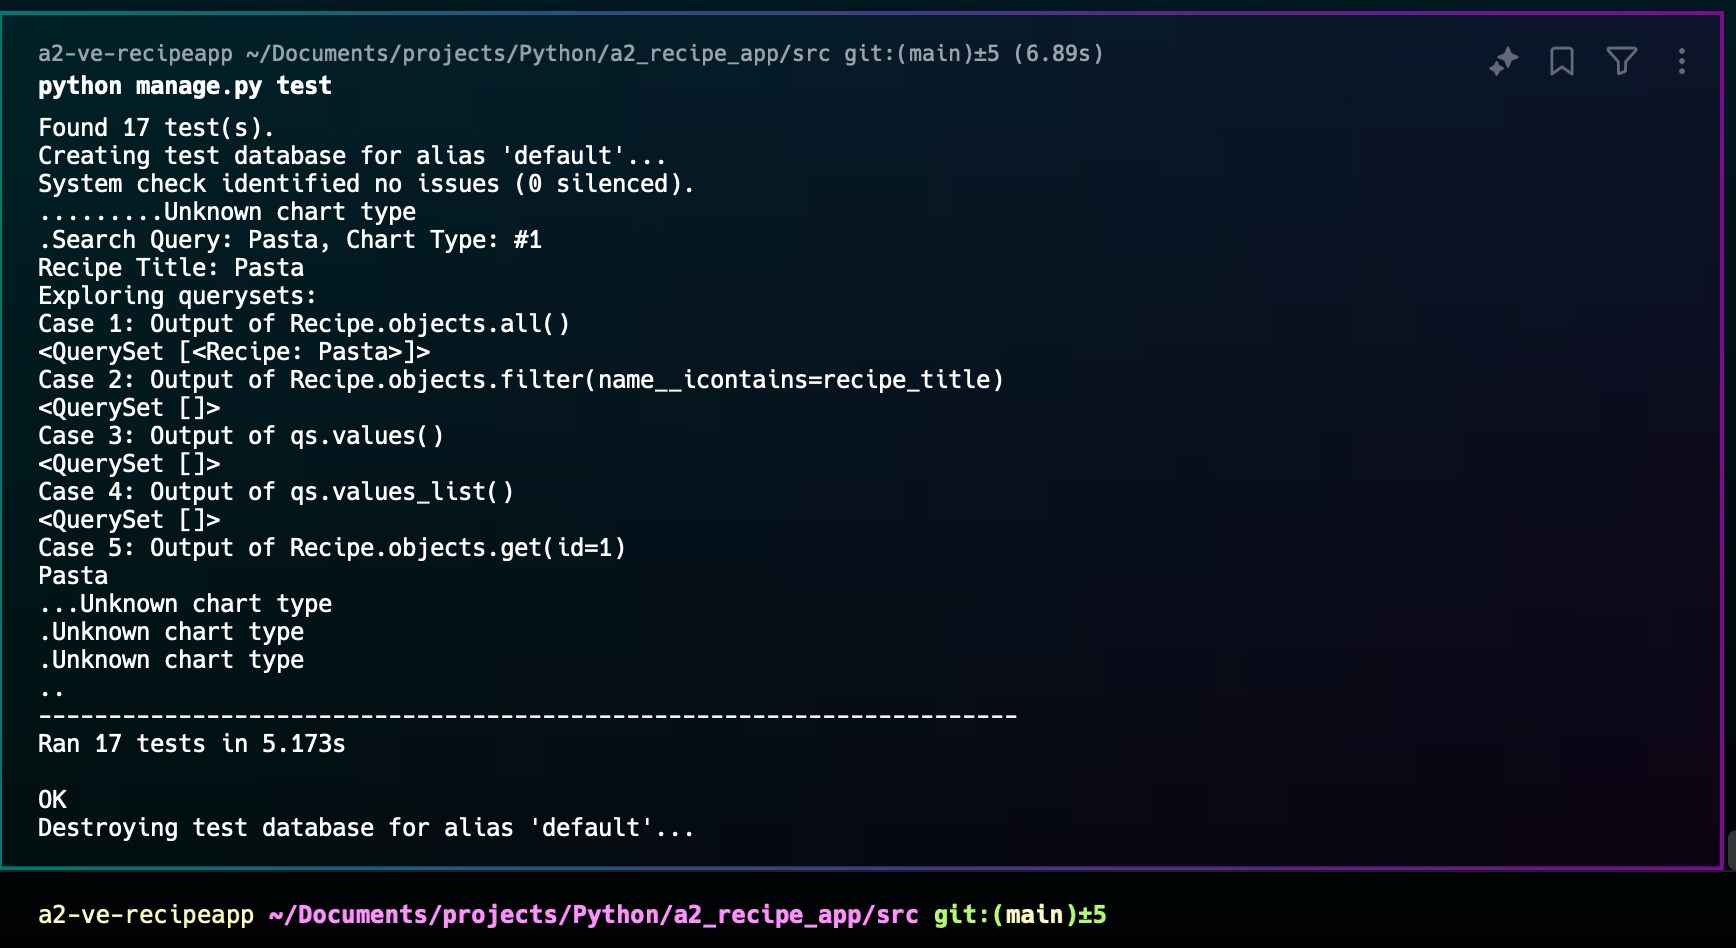 a2-ve-recipeapp ~/Documents/projects/Python/a2_recipe_app/src git:(main)±5 (6.89s)
python manage.py test
Found 17 test(s).
Creating test database for alias 'default'...
System check identified no issues (0 silenced).
.........Unknown chart type
.Search Query: Pasta, Chart Type: #1
Recipe Title: Pasta
Exploring querysets:
Case 1: Output of Recipe.objects.all()
<QuerySet [<Recipe: Pasta>]>
Case 2: Output of Recipe.objects.filter(name__icontains=recipe_title)
<QuerySet []>
Case 3: Output of qs.values()
<QuerySet []>
Case 4: Output of qs.values_list()
<QuerySet []>
Case 5: Output of Recipe.objects.get(id=1)
Pasta
...Unknown chart type
.Unknown chart type
.Unknown chart type
..
----------------------------------------------------------------------
Ran 17 tests in 5.173s
OK
Destroying test database for alias 'default'...
a2-ve-recipeapp ~/Documents/projects/Python/a2_recipe_app/src git:(main)±5